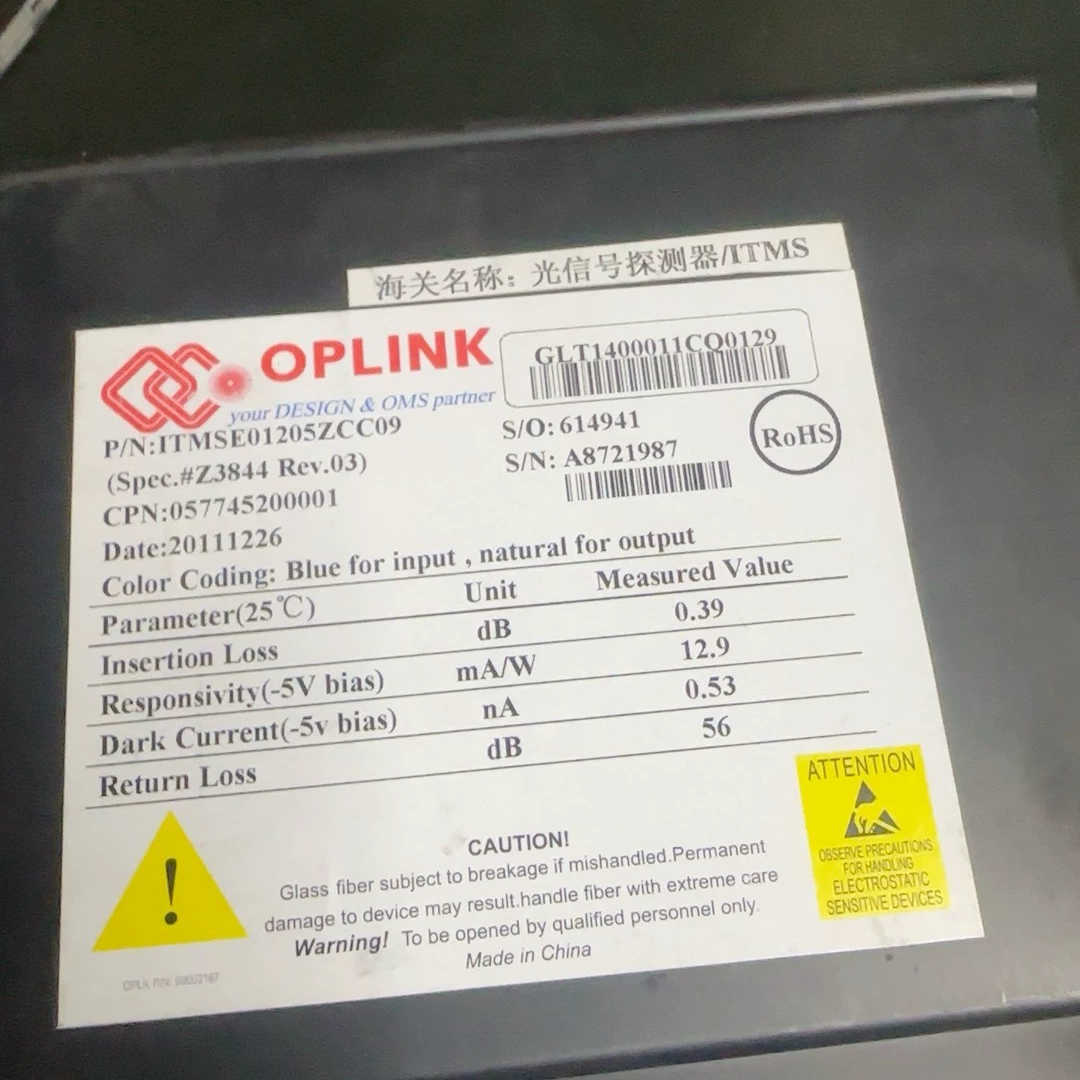 海关名称：光信号探测器/ITMS
OPLINK
your DESIGN & OMS partner
GLT1400011CQ0129
P/N:ITMSE01205ZCC09
(Spec.#Z3844 Rev.03)
CPN:057745200001
Date:20111226
S/O: 614941
S/N: A8721987
RoHS
Color Coding: Blue for input , natural for output
Parameter(25℃) Unit Measured Value
Insertion Loss dB 0.39
Responsivity(-5V bias) mA/W 12.9
Dark Current(-5v bias) nA 0.53
Return Loss dB 56
CAUTION!
Glass fiber subject to breakage if mishandled.Permanent
damage to device may result.handle fiber with extreme care
Warning! To be opened by qualified personnel only.
Made in China
ATTENTION
OBSERVE PRECAUTIONS
FOR HANDLING
ELECTROSTATIC
SENSITIVE DEVICES
OPLK P/N: